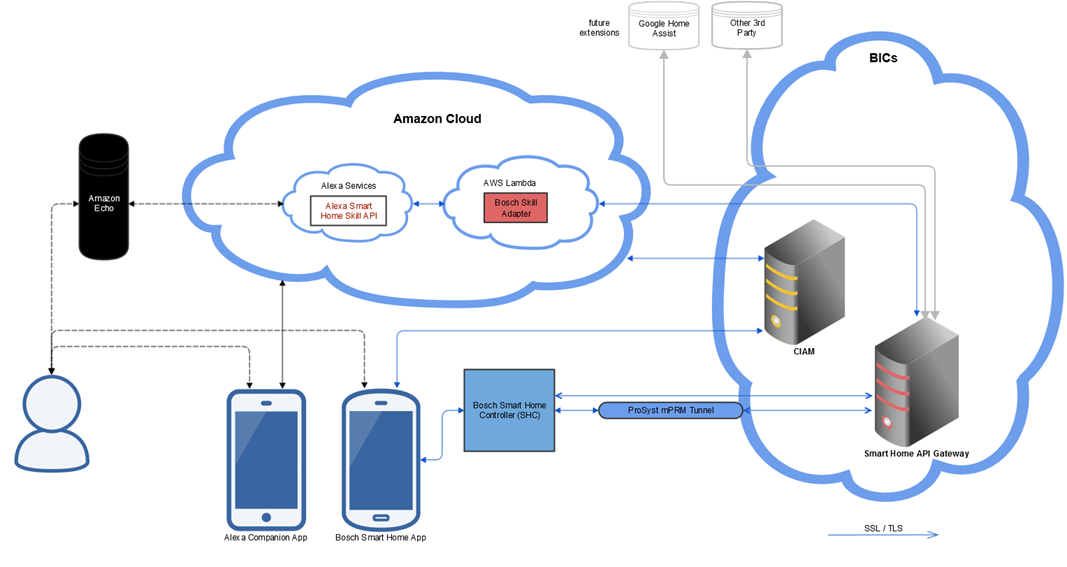 future
extensions
Google Home
Assist
Other 3rd
Party
BICs
Amazon Cloud
Amazon
Echo
Alexa Services
Alexa Smart
Home Skill API
AWS Lambda
Bosch Skill
Adapter
CIAM
Bosch Smart Home
Controller (SHC)
ProSyst mPRM Tunnel
Smart Home API Gateway
Alexa Companion App
Bosch Smart Home App
SSL / TLS